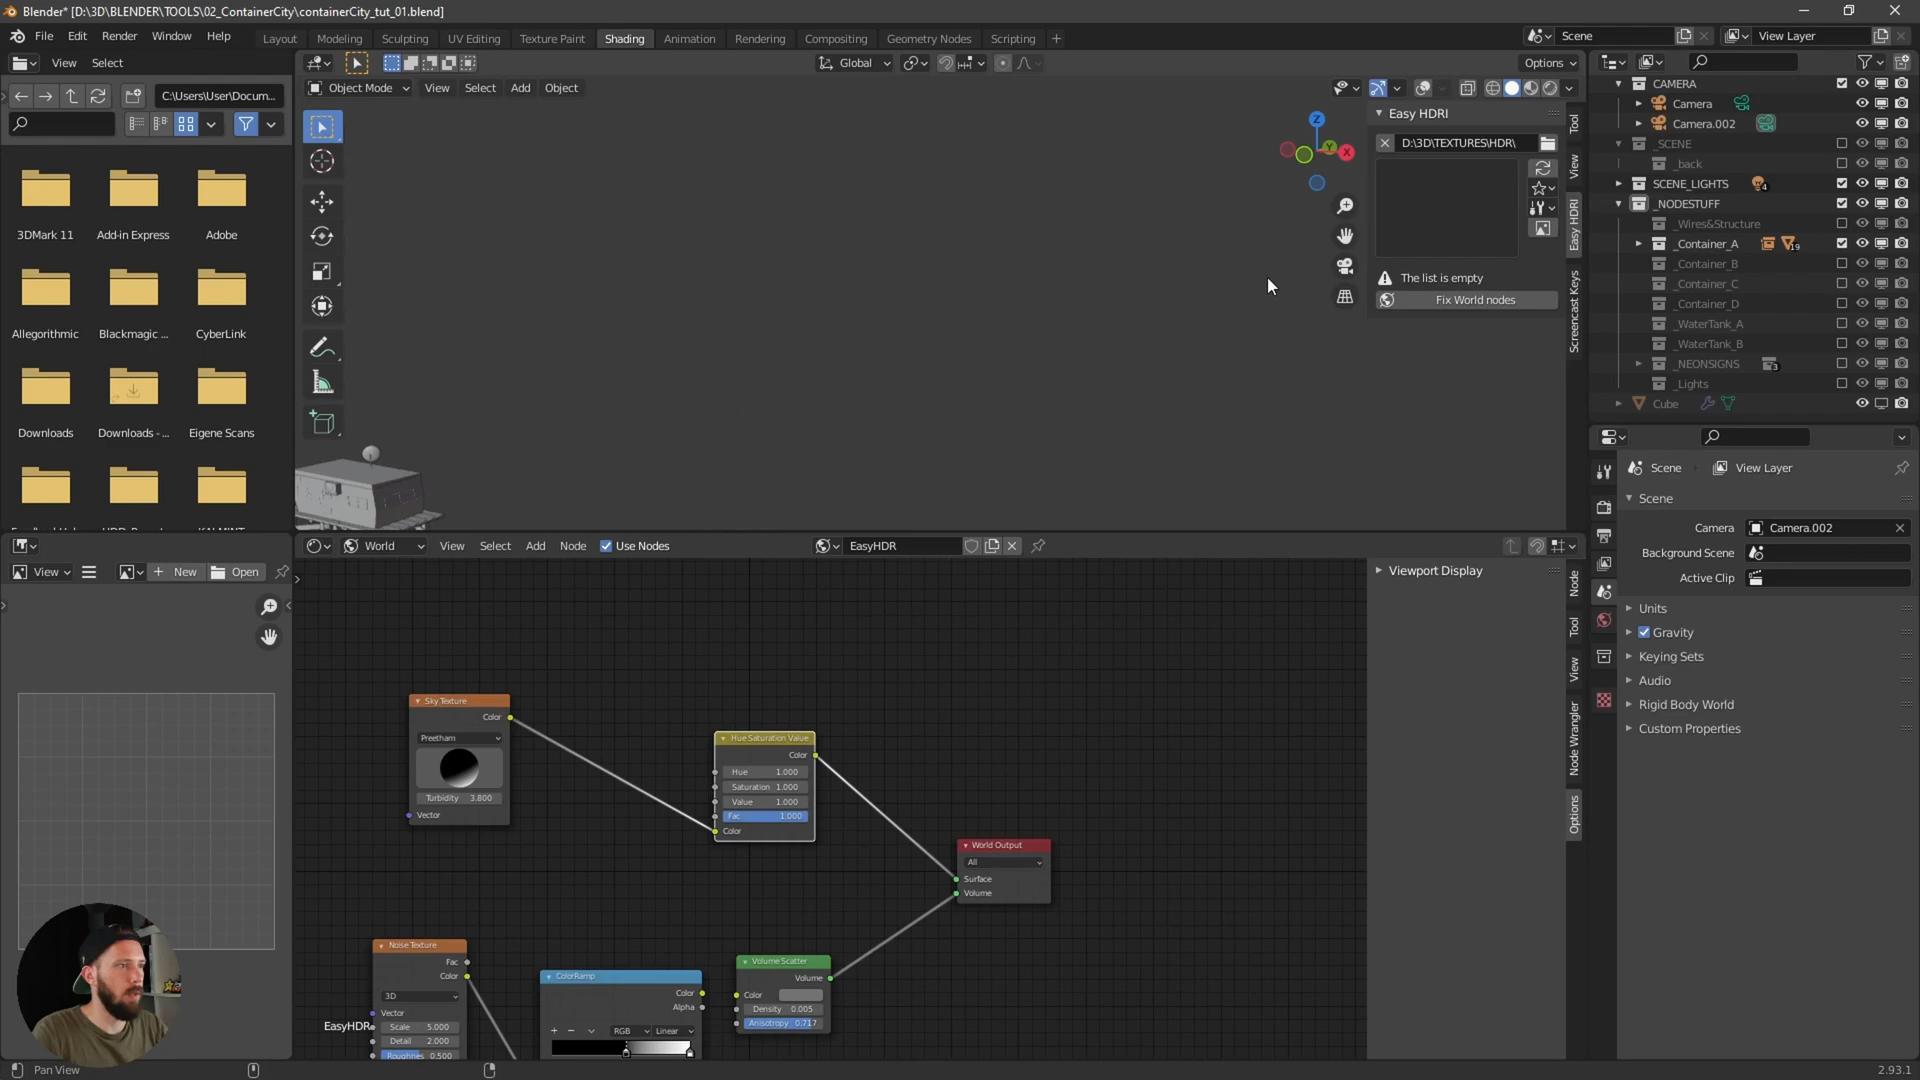 Blender* [D:\3D\BLENDER\TOOLS\02_ContainerCity\containerCity_tut_01.blend]
File Edit Render Window Help
Layout Modeling Sculpting UV Editing Texture Paint Shading Animation Rendering Compositing Geometry Nodes Scripting +
Scene
View Layer
View Select
Global
Options
C:\Users\User\Docum...
Object Mode View Select Add Object
3DMark 11
Add-in Express
Adobe
Allegorithmic
Blackmagic ...
CyberLink
Downloads
Downloads - ...
Eigene Scans
Z
Y
X
Easy HDRI
D:\3D\TEXTURES\HDR\
The list is empty
Fix World nodes
Tool
View
Easy HDRI
Screencast Keys
CAMERA
Camera
Camera.002
_SCENE
_back
SCENE_LIGHTS 4
_NODESTUFF
_Wires&Structure
_Container_A 19
_Container_B
_Container_C
_Container_D
_WaterTank_A
_WaterTank_B
_NEONSIGNS 3
_Lights
Cube
Scene
View Layer
Scene
Camera Camera.002
Background Scene
Active Clip
Units
Gravity
Keying Sets
Audio
Rigid Body World
Custom Properties
View
New
Open
World View Select Add Node Use Nodes
EasyHDR
Viewport Display
Node
Tool
View
Node Wrangler
Options
Sky Texture
Color
Preetham
Turbidity 3.800
Vector
Hue Saturation Value
Color
Hue 1.000
Saturation 1.000
Value 1.000
Fac 1.000
Color
World Output
All
Surface
Volume
Noise Texture
Fac
Color
3D
Vector
Scale 5.000
Detail 2.000
Roughness 0.500
EasyHDR
ColorRamp
Color
Alpha
+ − RGB Linear
Volume Scatter
Volume
Color
Density 0.005
Anisotropy 0.717
Pan View
2.93.1